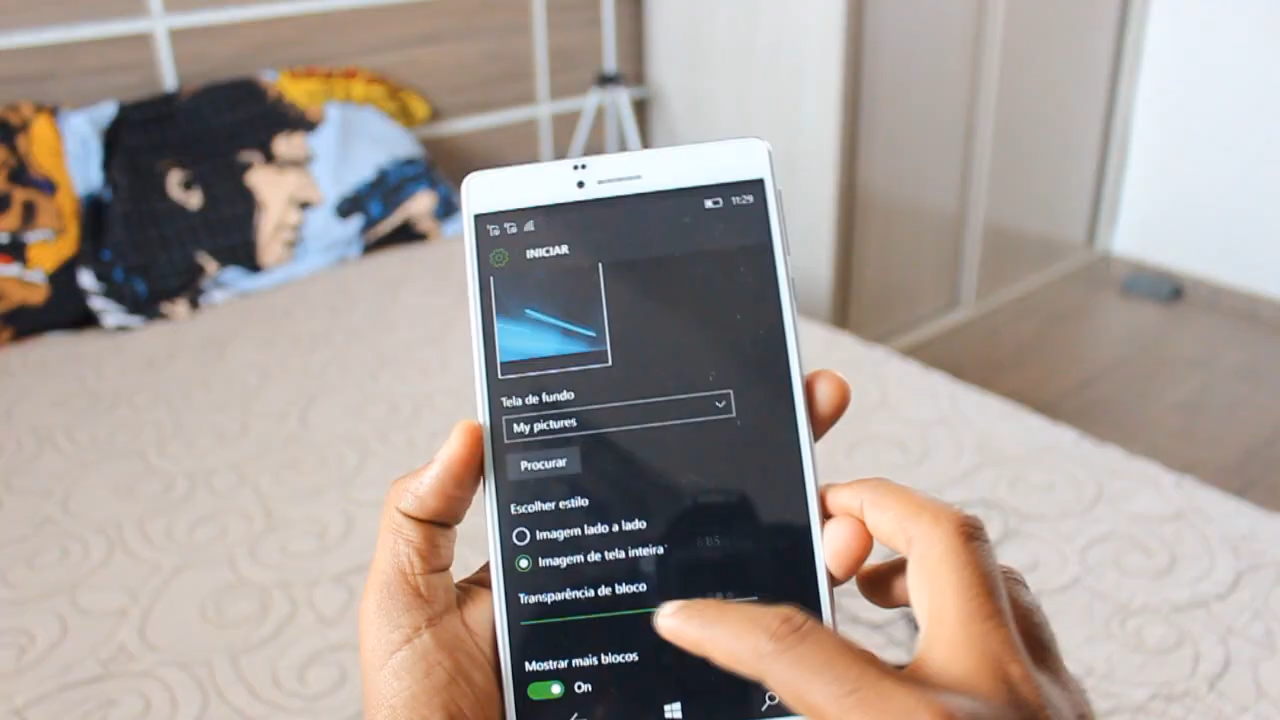 11:29
INICIAR
Tela de fundo
My pictures
Procurar
Escolher estilo
Imagem lado a lado
Imagem de tela inteira
Transparência de bloco
Mostrar mais blocos
On